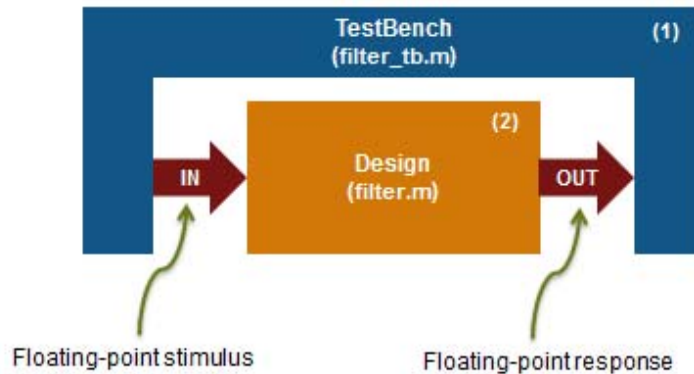 TestBench
(filter_tb.m)
(1)
(2)
Design
(filter.m)
IN
OUT
Floating-point stimulus
Floating-point response